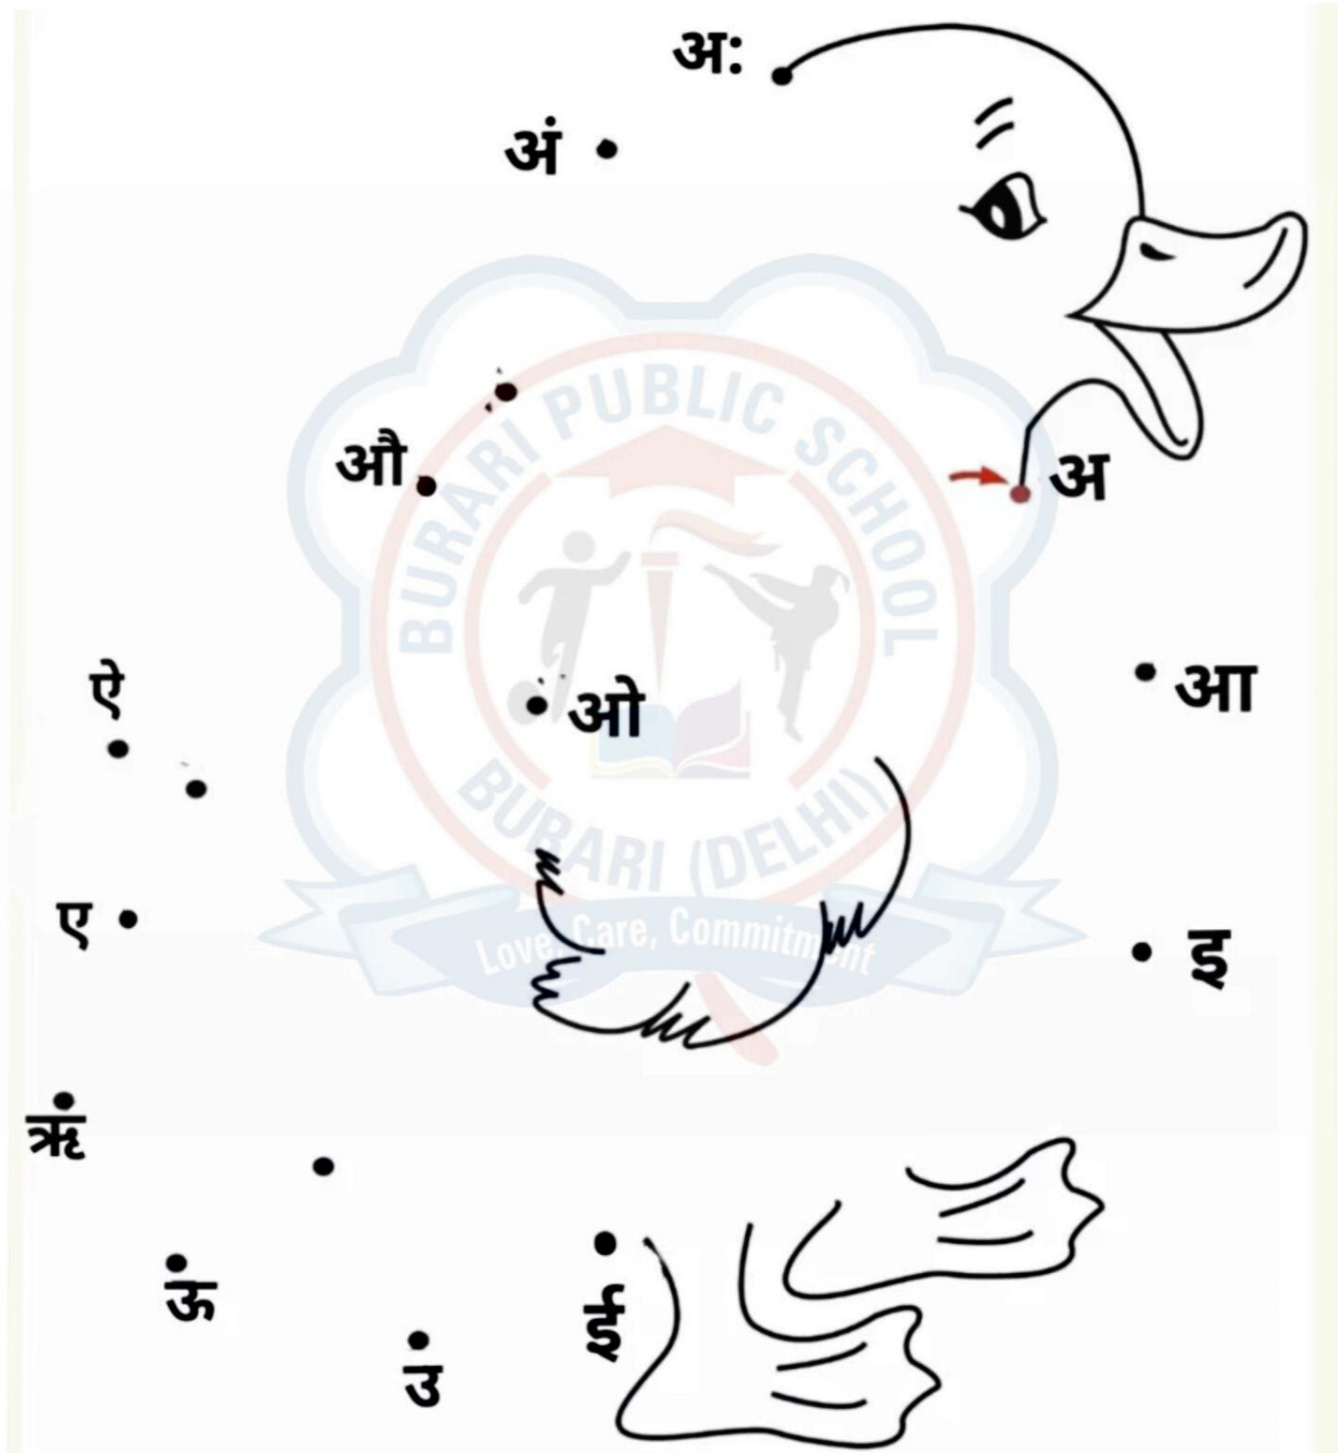 अ:
अं
औ
अ
ऐ
ओ
आ
ए
इ
ऋ
ऊ
ई
उ
BURARI PUBLIC SCHOOL
BURARI (DELHI)
Love, Care, Commitment